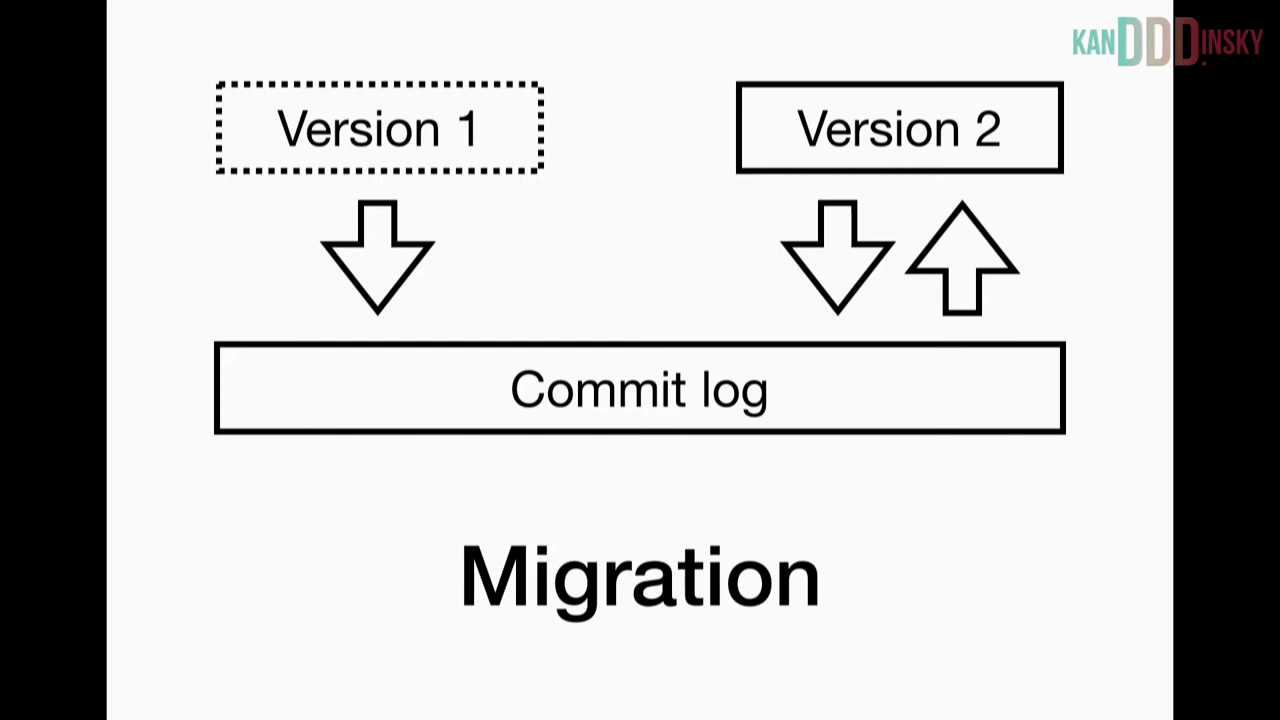 KANDDDINSKY
Version 1
Version 2
Commit log
Migration